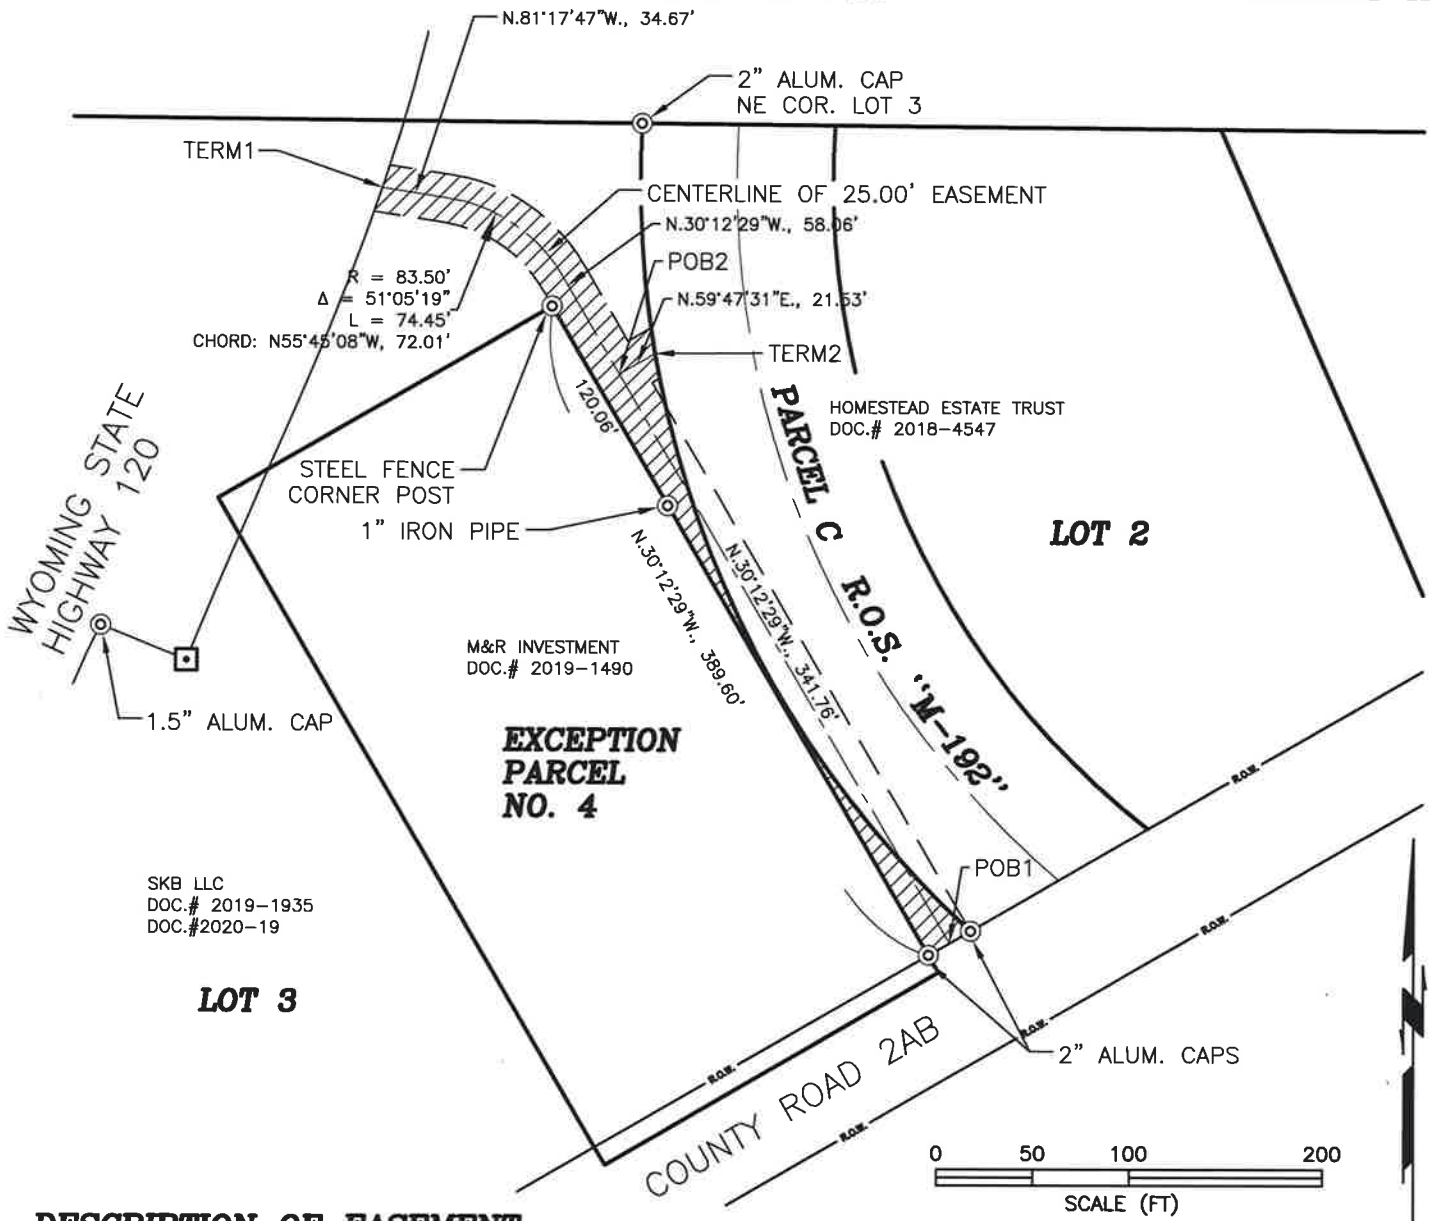 N.81°17'47"W., 34.67'
2" ALUM. CAP
NE COR. LOT 3
TERM1
CENTERLINE OF 25.00' EASEMENT
N.30°12'29"W., 58.06'
POB2
R = 83.50'
Δ = 51°05'19"
L = 74.45'
CHORD: N55°45'08"W, 72.01'
N.59°47'31"E., 21.53'
TERM2
120.06'
PARCEL C R.O.S. "M-192"
HOMESTEAD ESTATE TRUST
DOC.# 2018-4547
WYOMING STATE
HIGHWAY 120
STEEL FENCE
CORNER POST
1" IRON PIPE
LOT 2
N.30°12'29"W., 389.60'
N.30°12'29"W., 341.76'
M&R INVESTMENT
DOC.# 2019-1490
1.5" ALUM. CAP
EXCEPTION
PARCEL
NO. 4
R.O.W.
POB1
SKB LLC
DOC.# 2019-1935
DOC.#2020-19
R.O.W.
LOT 3
R.O.W.
2" ALUM. CAPS
R.O.W.
COUNTY ROAD 2AB
R.O.W.
0 50 100 200
SCALE (FT)
DESCRIPTION OF EASEMENT